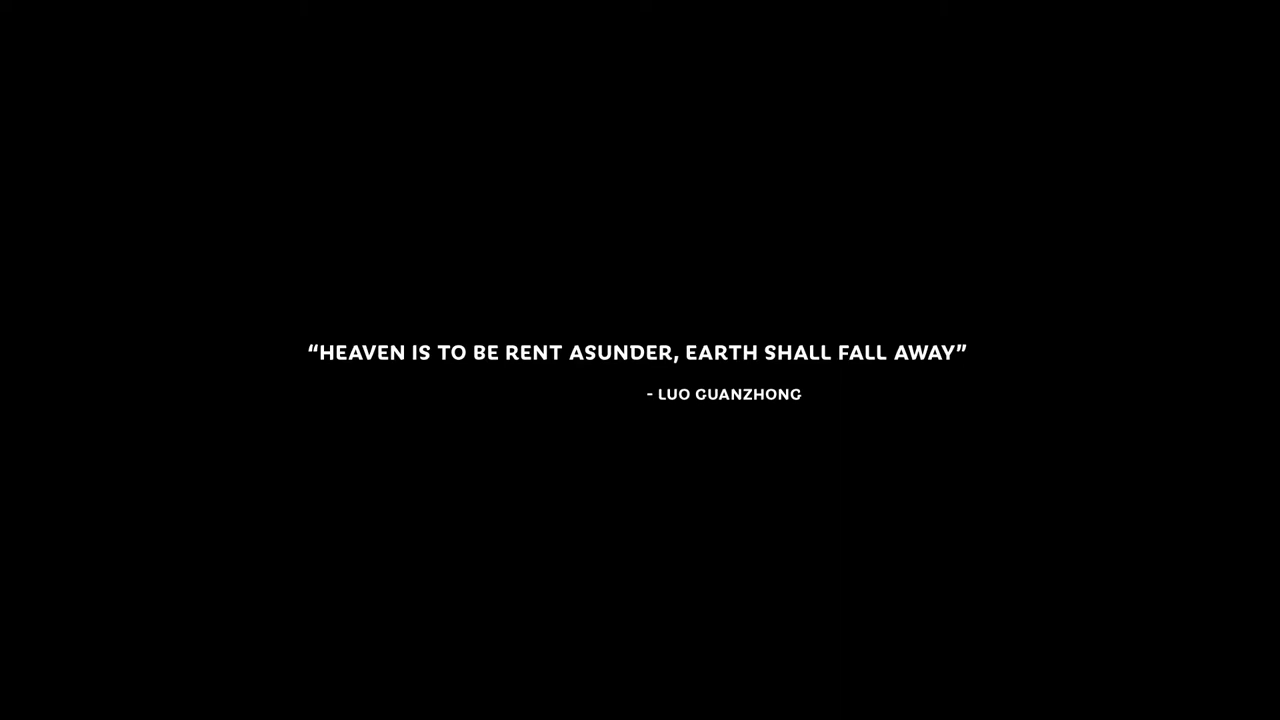 “HEAVEN IS TO BE RENT ASUNDER, EARTH SHALL FALL AWAY”
- LUO GUANZHONG